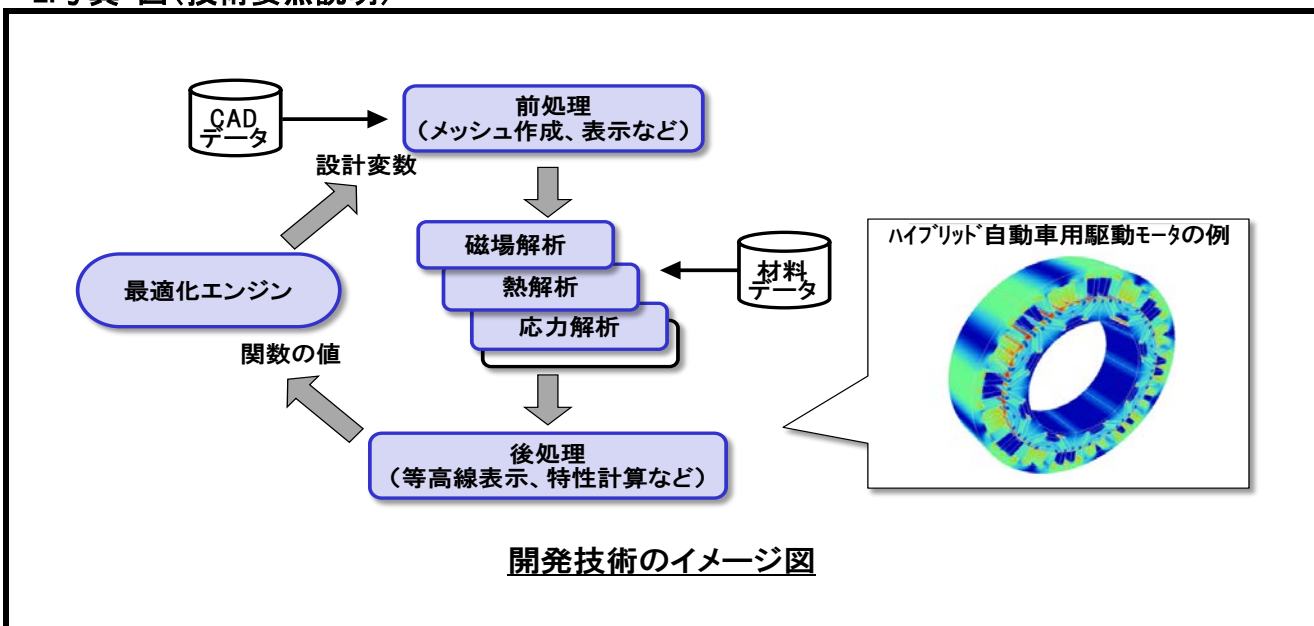 CAD
データ
前処理
（メッシュ作成、表示など）
設計変数
磁場解析
ハイブリッド自動車用駆動モータの例
材料
データ
熱解析
最適化エンジン
応力解析
関数の値
後処理
（等高線表示、特性計算など）
開発技術のイメージ図